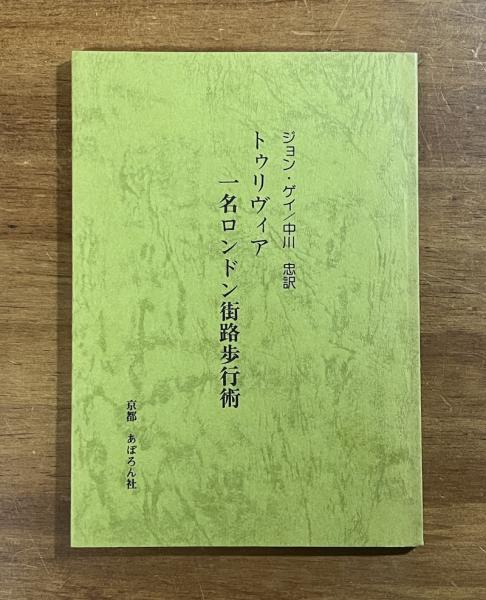 ジョン・ゲイ/中川 忠訳
トゥリヴィア
一名ロンドン街路歩行術
京都 あぽろん社